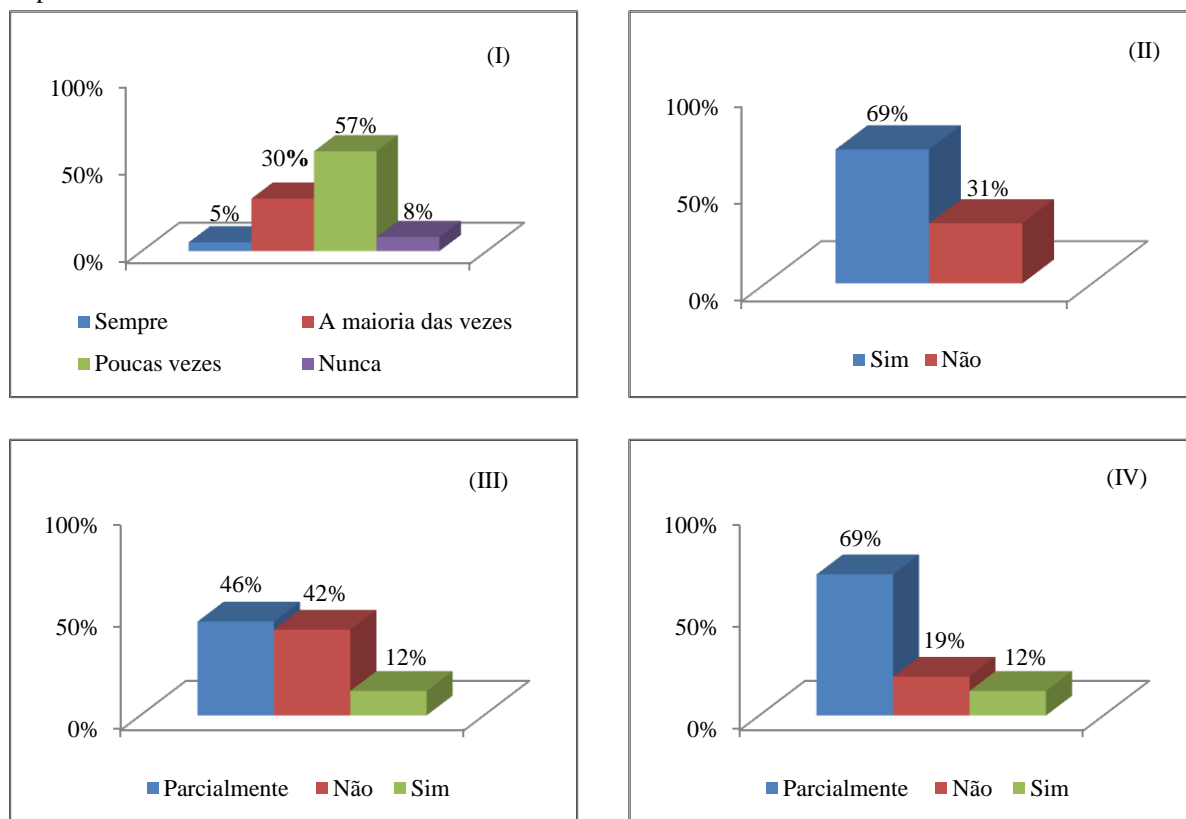 (I)
100%
50%
0%
5%
30%
57%
8%
Sempre
A maioria das vezes
Poucas vezes
Nunca
(II)
100%
50%
0%
69%
31%
Sim
Não
(III)
100%
50%
0%
46%
42%
12%
Parcialmente
Não
Sim
(IV)
100%
50%
0%
69%
19%
12%
Parcialmente
Não
Sim